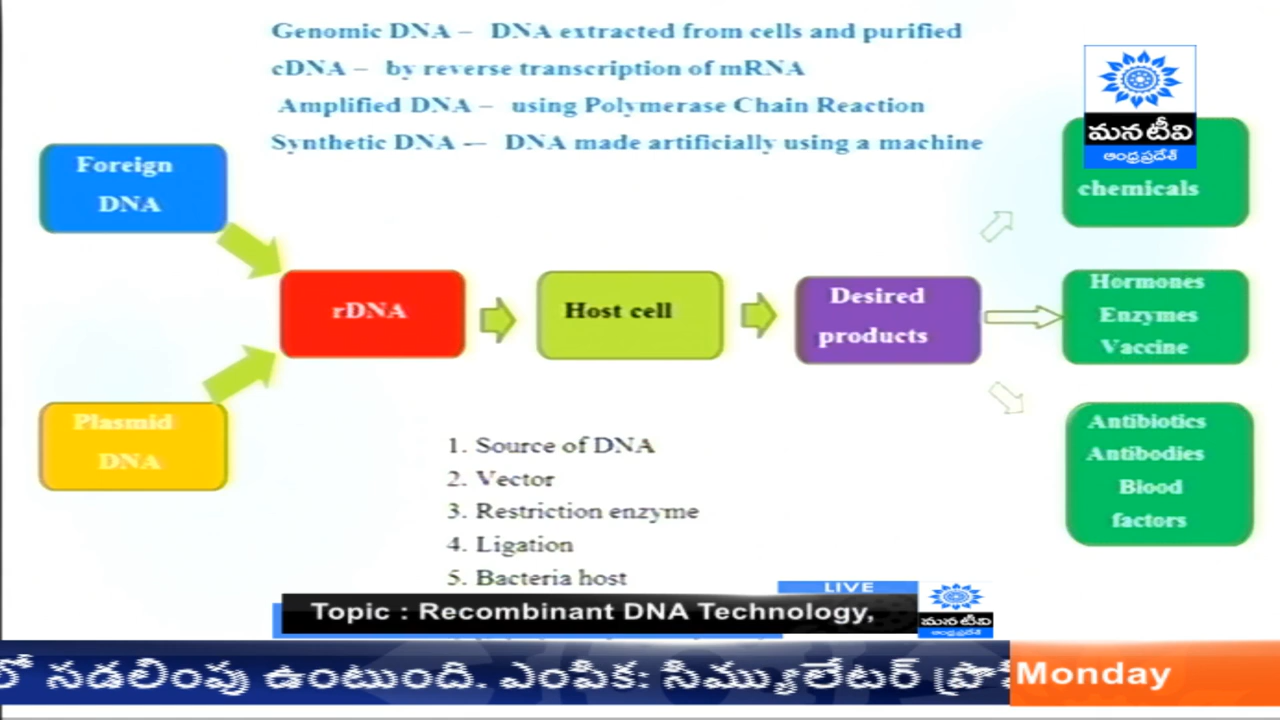 Genomic DNA – DNA extracted from cells and purified
cDNA – by reverse transcription of mRNA
Amplified DNA – using Polymerase Chain Reaction
Synthetic DNA -– DNA made artificially using a machine
మన టీవి
ఆంధ్రప్రదేశ్
chemicals
Foreign
DNA
rDNA
Host cell
Desired
products
Hormones
Enzymes
Vaccine
Plasmid
DNA
Antibiotics
Antibodies
Blood
factors
1. Source of DNA
2. Vector
3. Restriction enzyme
4. Ligation
5. Bacteria host
LIVE
Topic : Recombinant DNA Technology,
మన టీవి
ఆంధ్రప్రదేశ్
లో సడలింపు ఉంటుంది. ఎంపిక: సిమ్యులేటర్
Monday